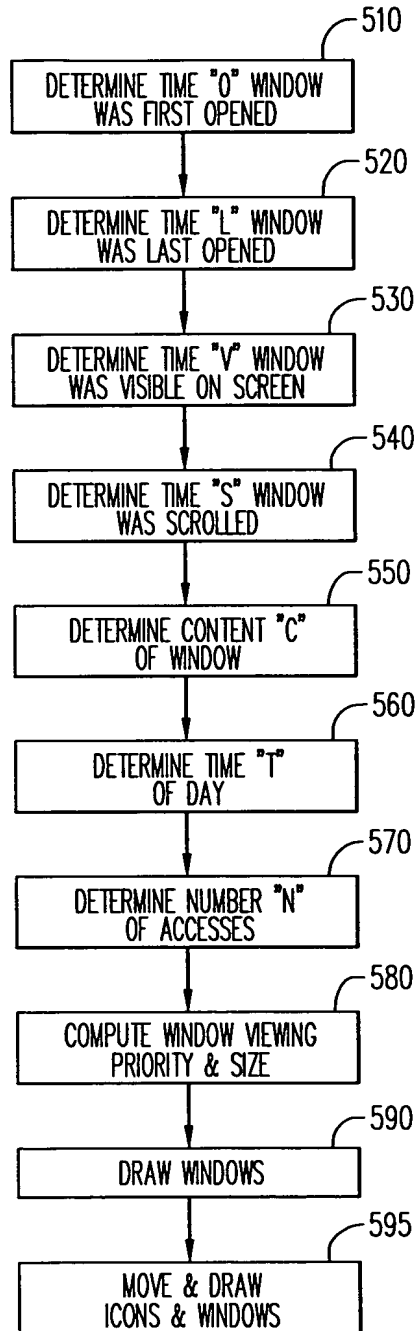 510
DETERMINE TIME "O" WINDOW
WAS FIRST OPENED
520
DETERMINE TIME "L" WINDOW
WAS LAST OPENED
530
DETERMINE TIME "V" WINDOW
WAS VISIBLE ON SCREEN
540
DETERMINE TIME "S" WINDOW
WAS SCROLLED
550
DETERMINE CONTENT "C"
OF WINDOW
560
DETERMINE TIME "T"
OF DAY
570
DETERMINE NUMBER "N"
OF ACCESSES
580
COMPUTE WINDOW VIEWING
PRIORITY & SIZE
590
DRAW WINDOWS
595
MOVE & DRAW
ICONS & WINDOWS